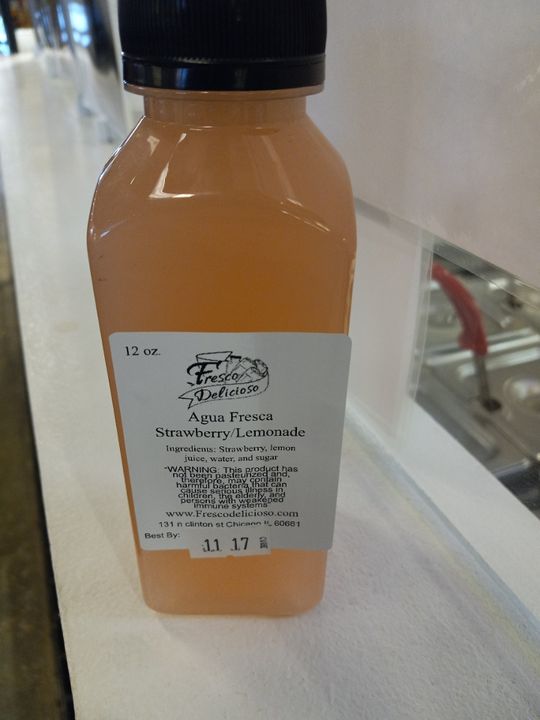 12 oz.
Fresco
Delicioso
Agua Fresca
Strawberry/Lemonade
Ingredients: Strawberry, lemon
juice, water, and sugar
*WARNING: This product has
not been pasteurized and,
therefore, may contain
harmful bacteria that can
cause serious illness in
children, the elderly, and
persons with weakened
immune systems
www.Frescodelicioso.com
131 n clinton st Chicago IL 60661
Best By:
11 17